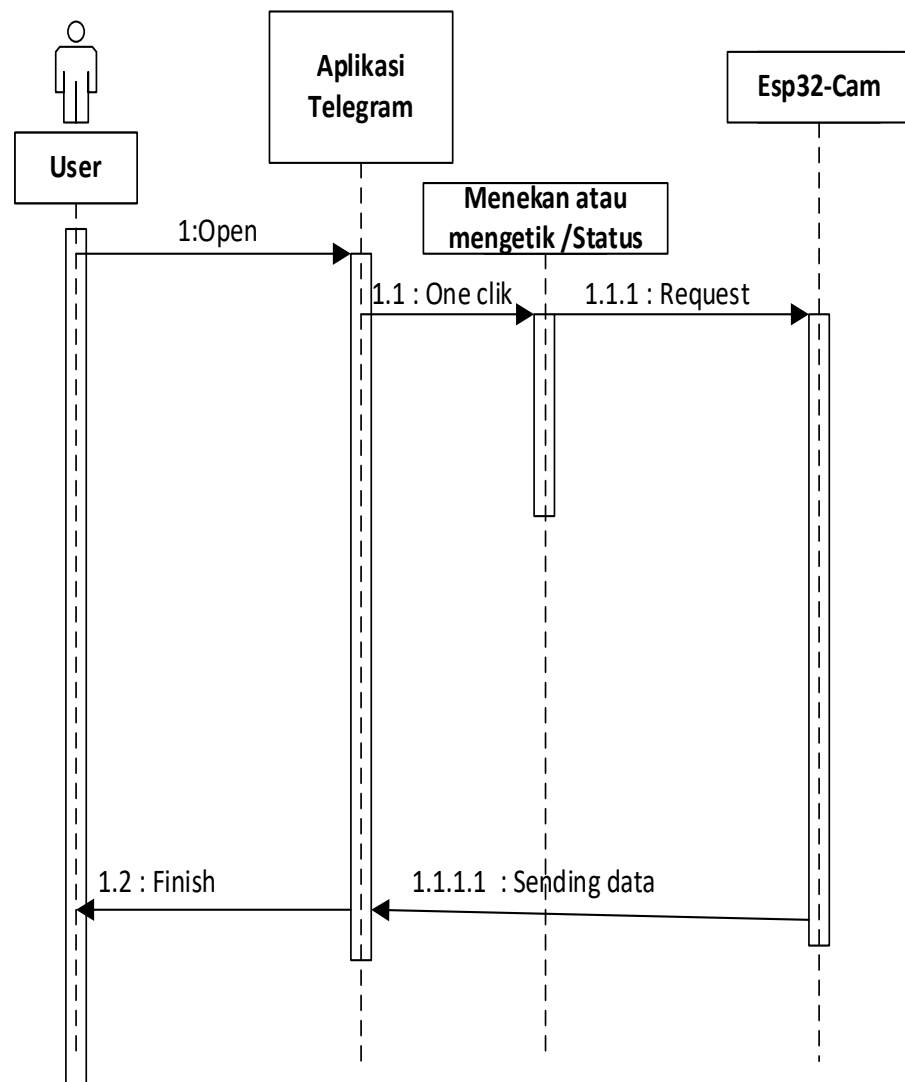 Aplikasi
Telegram
Esp32-Cam
User
Menekan atau
mengetik /Status
1:Open
1.1 : One clik
1.1.1 : Request
1.2 : Finish
1.1.1.1 : Sending data